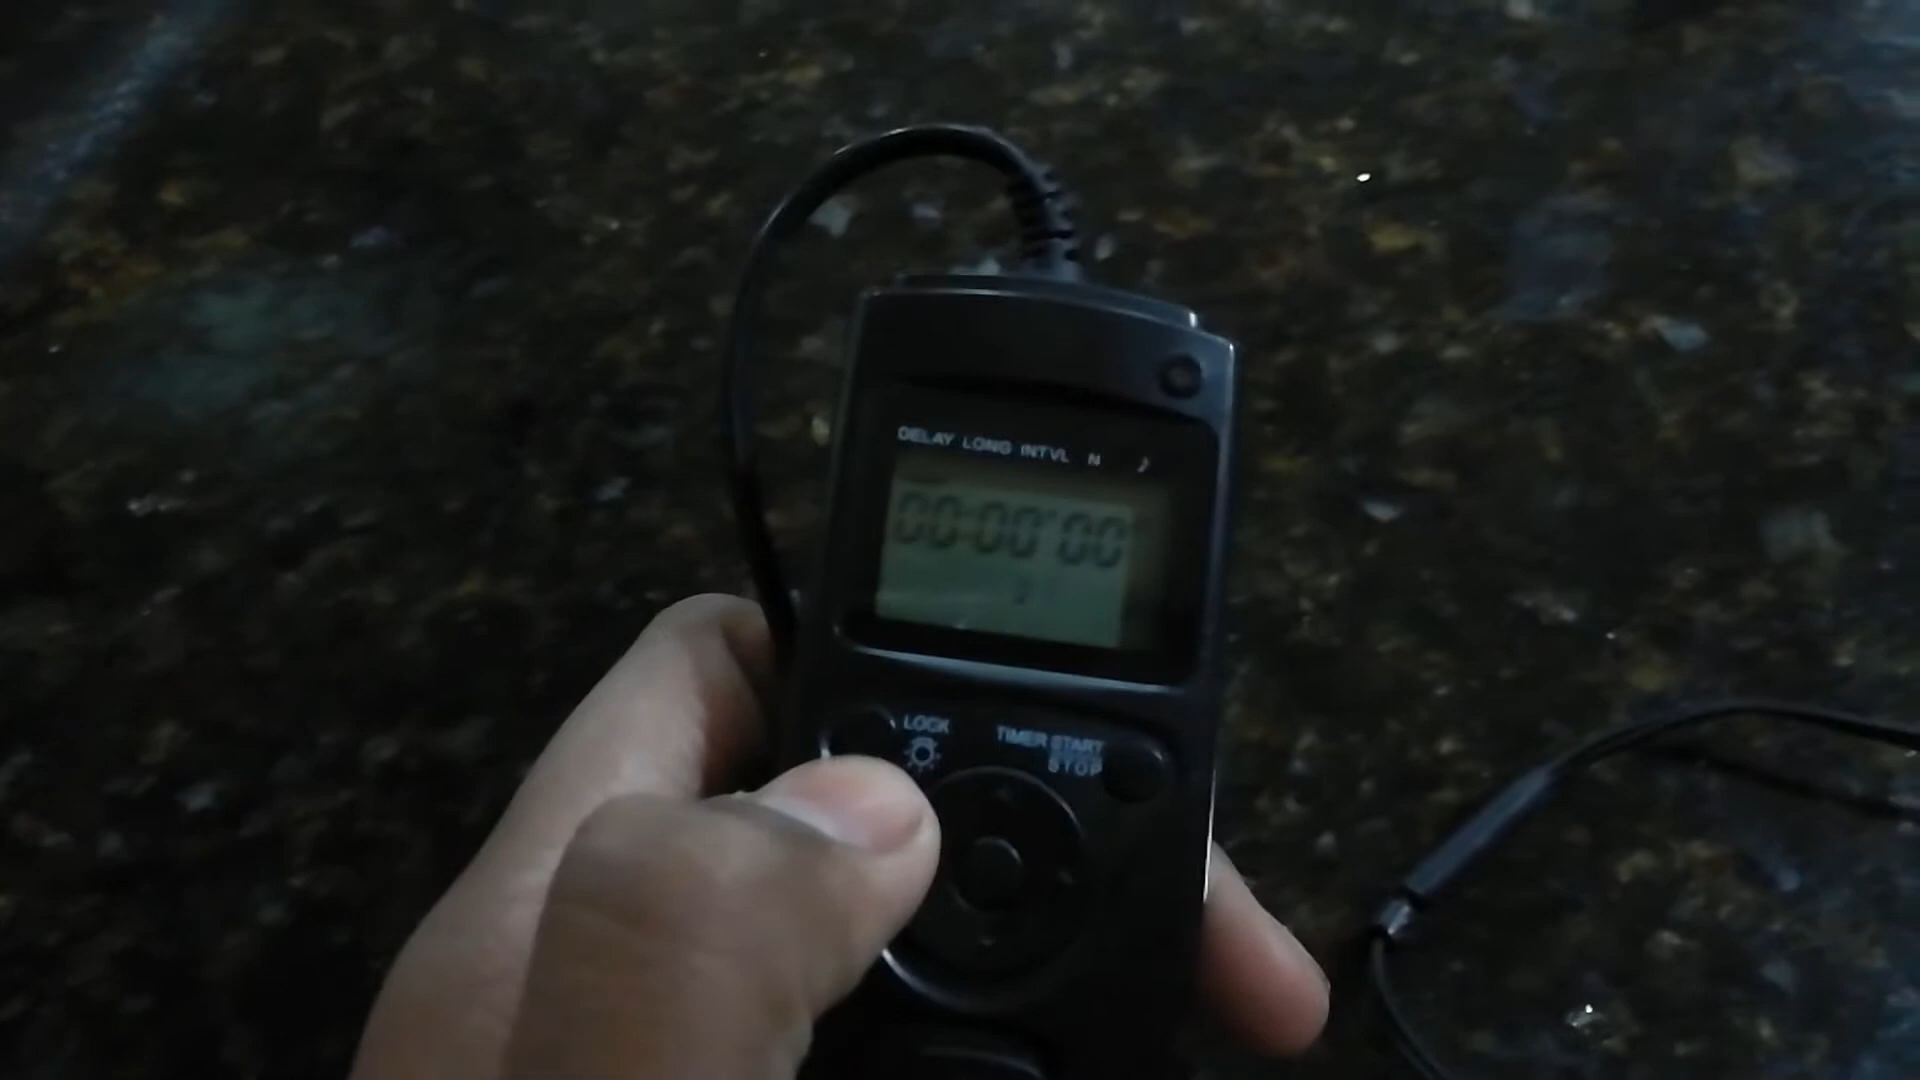 DELAY LONG INTVL N ♪
00:00'00
♪
LOCK
TIMER START
STOP